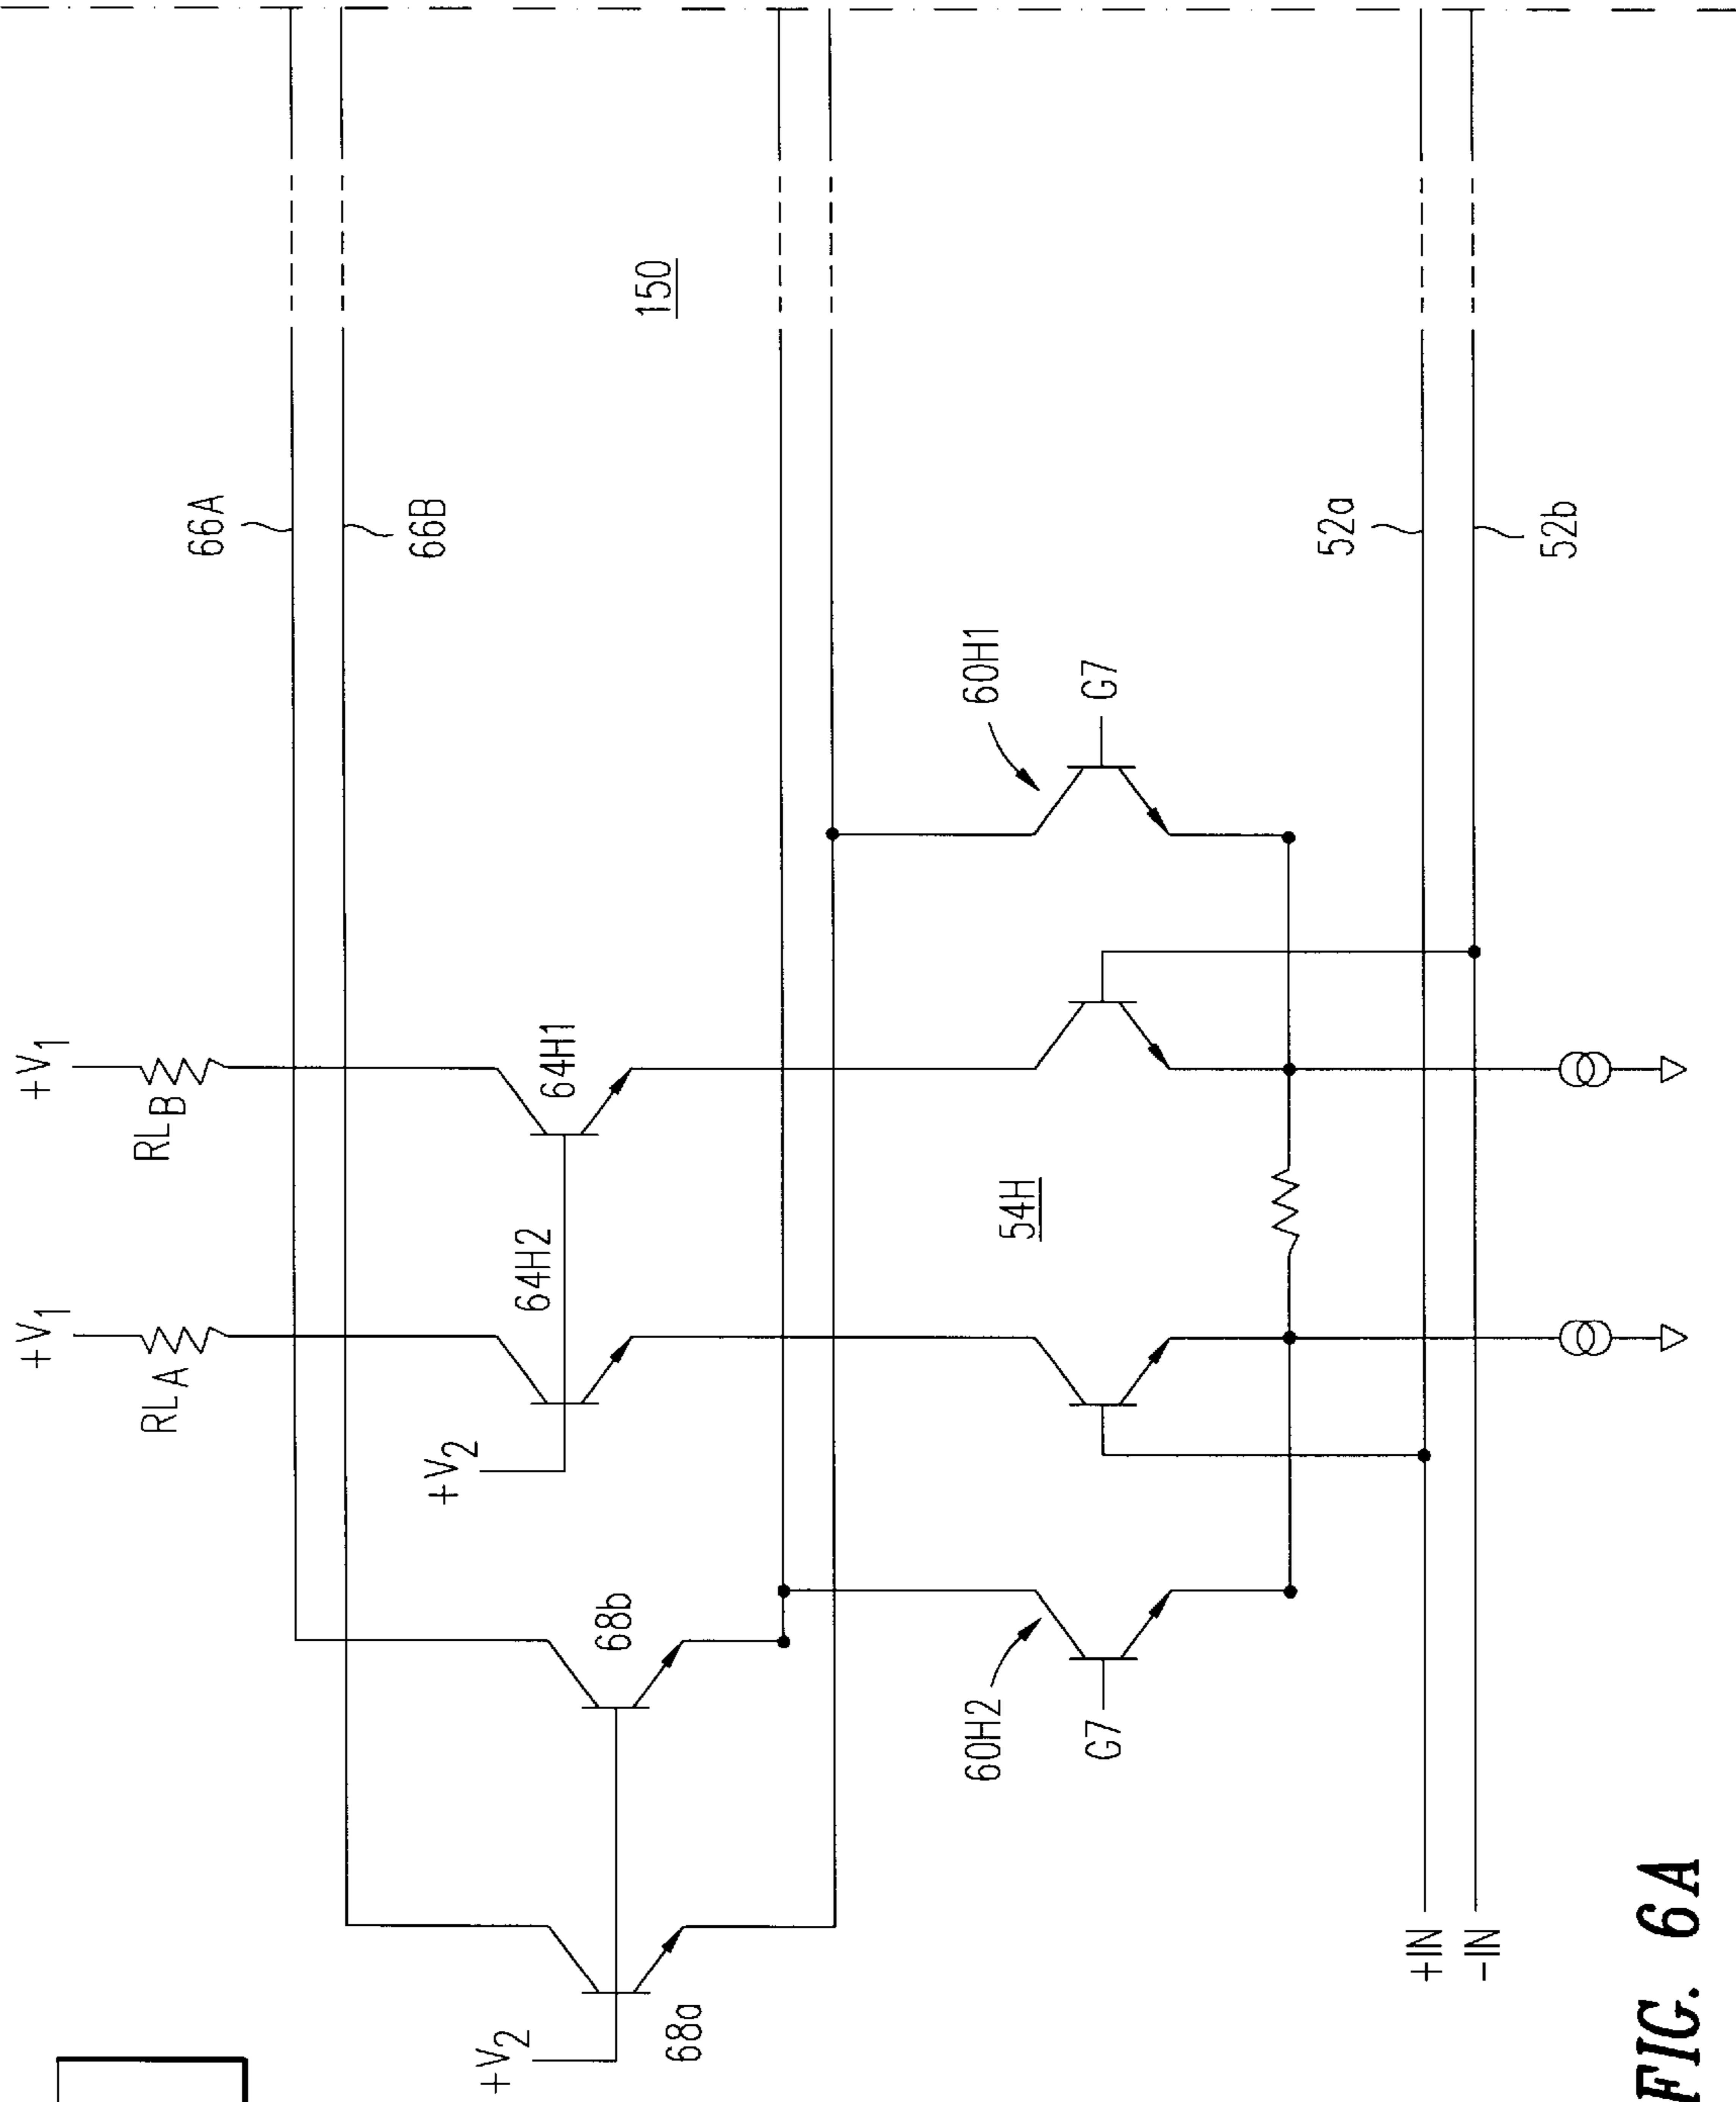 +V1
+V1
RLA
RLB
66A
66B
150
+V2
64H2
64H1
+V2
68a
68b
54H
60H2
60H1
G7
G7
52a
52b
+IN
-IN
FIG. 6A